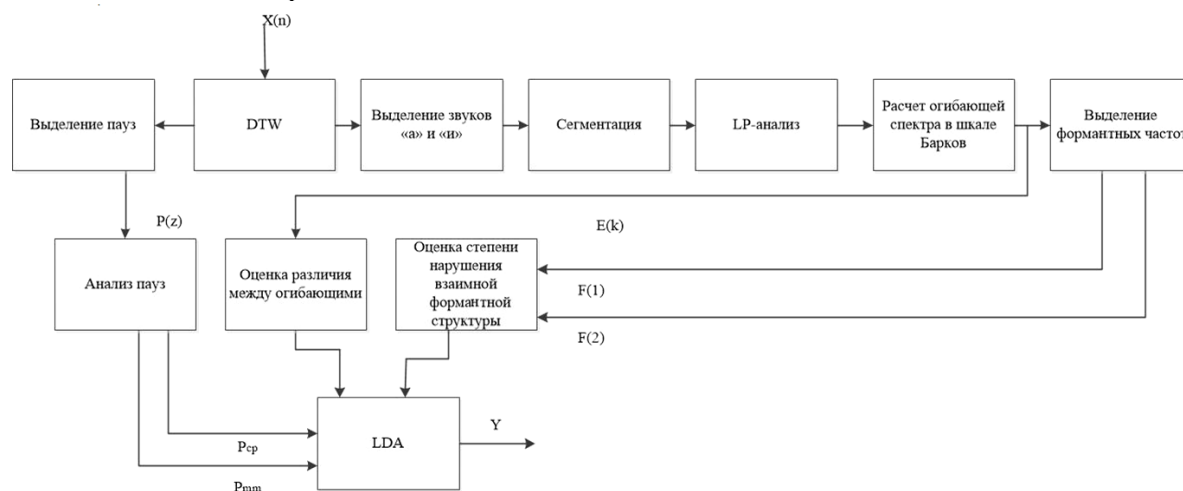 X(n)
Выделение пауз
DTW
Выделение звуков
«а» и «и»
Сегментация
LP-анализ
Расчет огибающей
спектра в шкале
Барков
Выделение
формантных частот
P(z)
E(k)
Анализ пауз
Оценка различия
между огибающими
Оценка степени
нарушения
взаимной
формантной
структуры
F(1)
F(2)
LDA
Y
Pср
Pmm